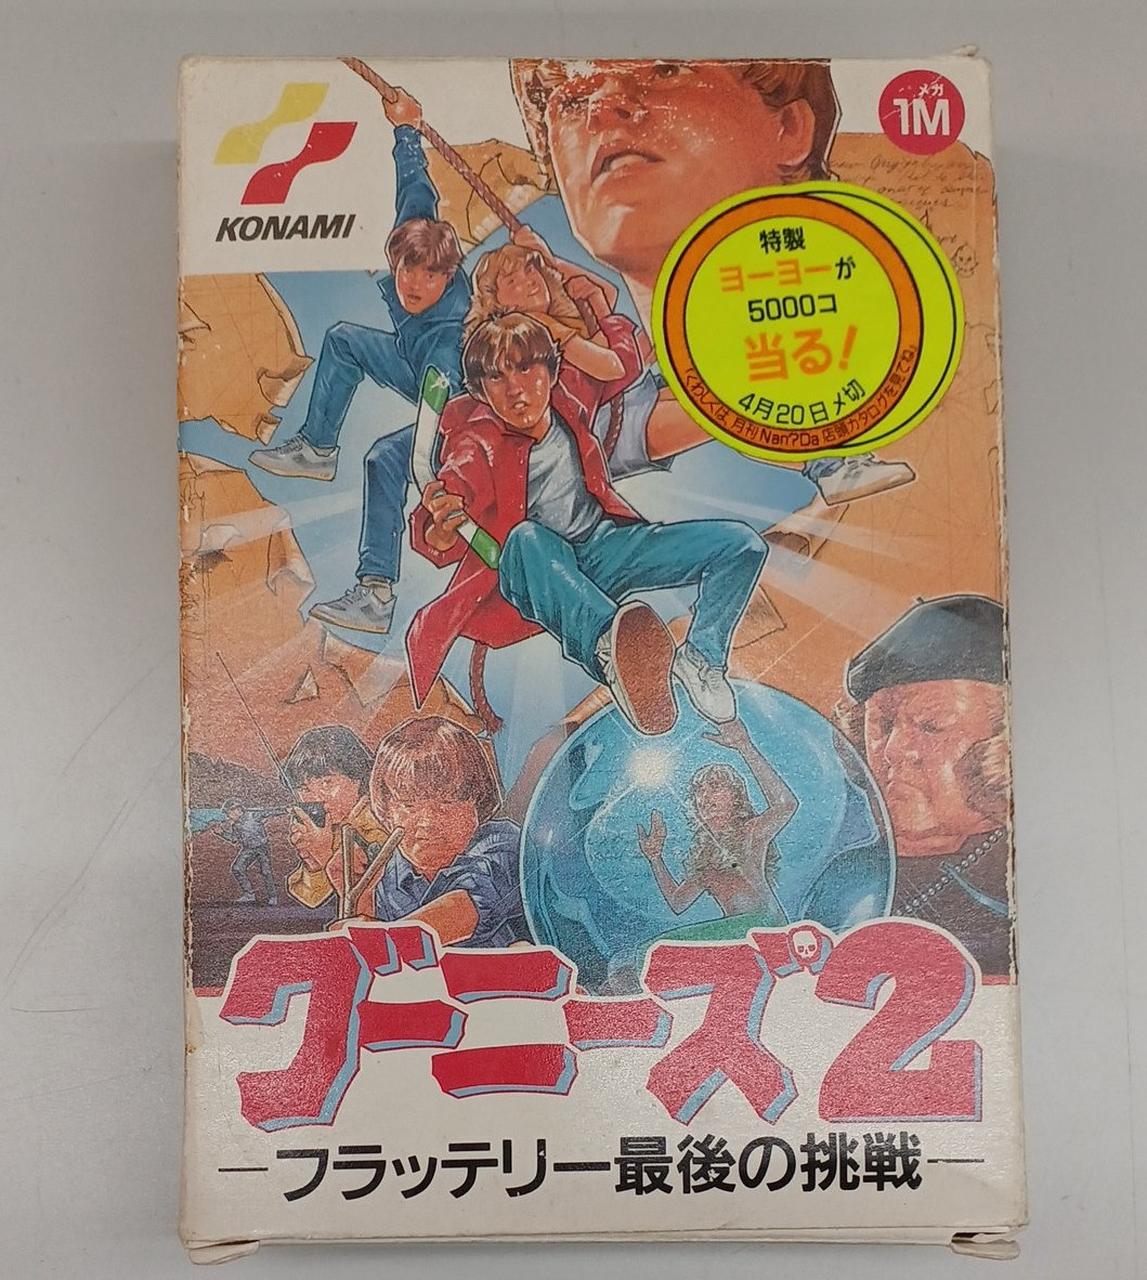 KONAMI
メガ
1M
特製
ヨーヨーが
5000コ
当る!
4月20日〆切
くわしくは、月刊Nan?Da店頭カタログを見てね
グーニーズ2
—フラッテリー最後の挑戦—